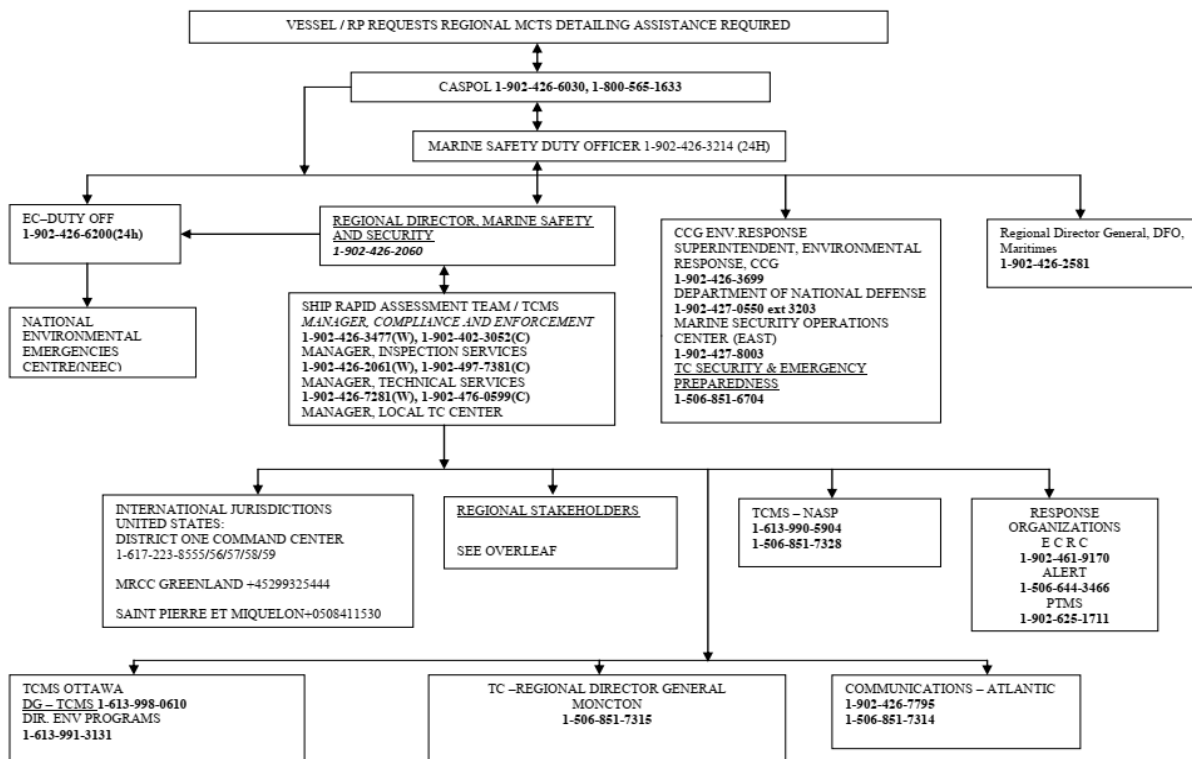 VESSEL / RP REQUESTS REGIONAL MCTS DETAILING ASSISTANCE REQUIRED
CASPOL 1-902-426-6030, 1-800-565-1633
MARINE SAFETY DUTY OFFICER 1-902-426-3214 (24H)
EC–DUTY OFF
1-902-426-6200(24h)
REGIONAL DIRECTOR, MARINE SAFETY
AND SECURITY
1-902-426-2060
CCG ENV.RESPONSE
SUPERINTENDENT, ENVIRONMENTAL
RESPONSE, CCG
1-902-426-3699
DEPARTMENT OF NATIONAL DEFENSE
1-902-427-0550 ext 3203
MARINE SECURITY OPERATIONS
CENTER (EAST)
1-902-427-8003
TC SECURITY & EMERGENCY
PREPAREDNESS
1-506-851-6704
Regional Director General, DFO,
Maritimes
1-902-426-2581
NATIONAL
ENVIRONMENTAL
EMERGENCIES
CENTRE(NEEC)
SHIP RAPID ASSESSMENT TEAM / TCMS
MANAGER, COMPLIANCE AND ENFORCEMENT
1-902-426-3477(W), 1-902-402-3052(C)
MANAGER, INSPECTION SERVICES
1-902-426-2061(W), 1-902-497-7381(C)
MANAGER, TECHNICAL SERVICES
1-902-426-7281(W), 1-902-476-0599(C)
MANAGER, LOCAL TC CENTER
INTERNATIONAL JURISDICTIONS
UNITED STATES:
DISTRICT ONE COMMAND CENTER
1-617-223-8555/56/57/58/59
MRCC GREENLAND +45299325444
SAINT PIERRE ET MIQUELON+0508411530
REGIONAL STAKEHOLDERS
SEE OVERLEAF
TCMS – NASP
1-613-990-5904
1-506-851-7328
RESPONSE
ORGANIZATIONS
E C R C
1-902-461-9170
ALERT
1-506-644-3466
PTMS
1-902-625-1711
TCMS OTTAWA
DG – TCMS 1-613-998-0610
DIR. ENV PROGRAMS
1-613-991-3131
TC –REGIONAL DIRECTOR GENERAL
MONCTON
1-506-851-7315
COMMUNICATIONS – ATLANTIC
1-902-426-7795
1-506-851-7314